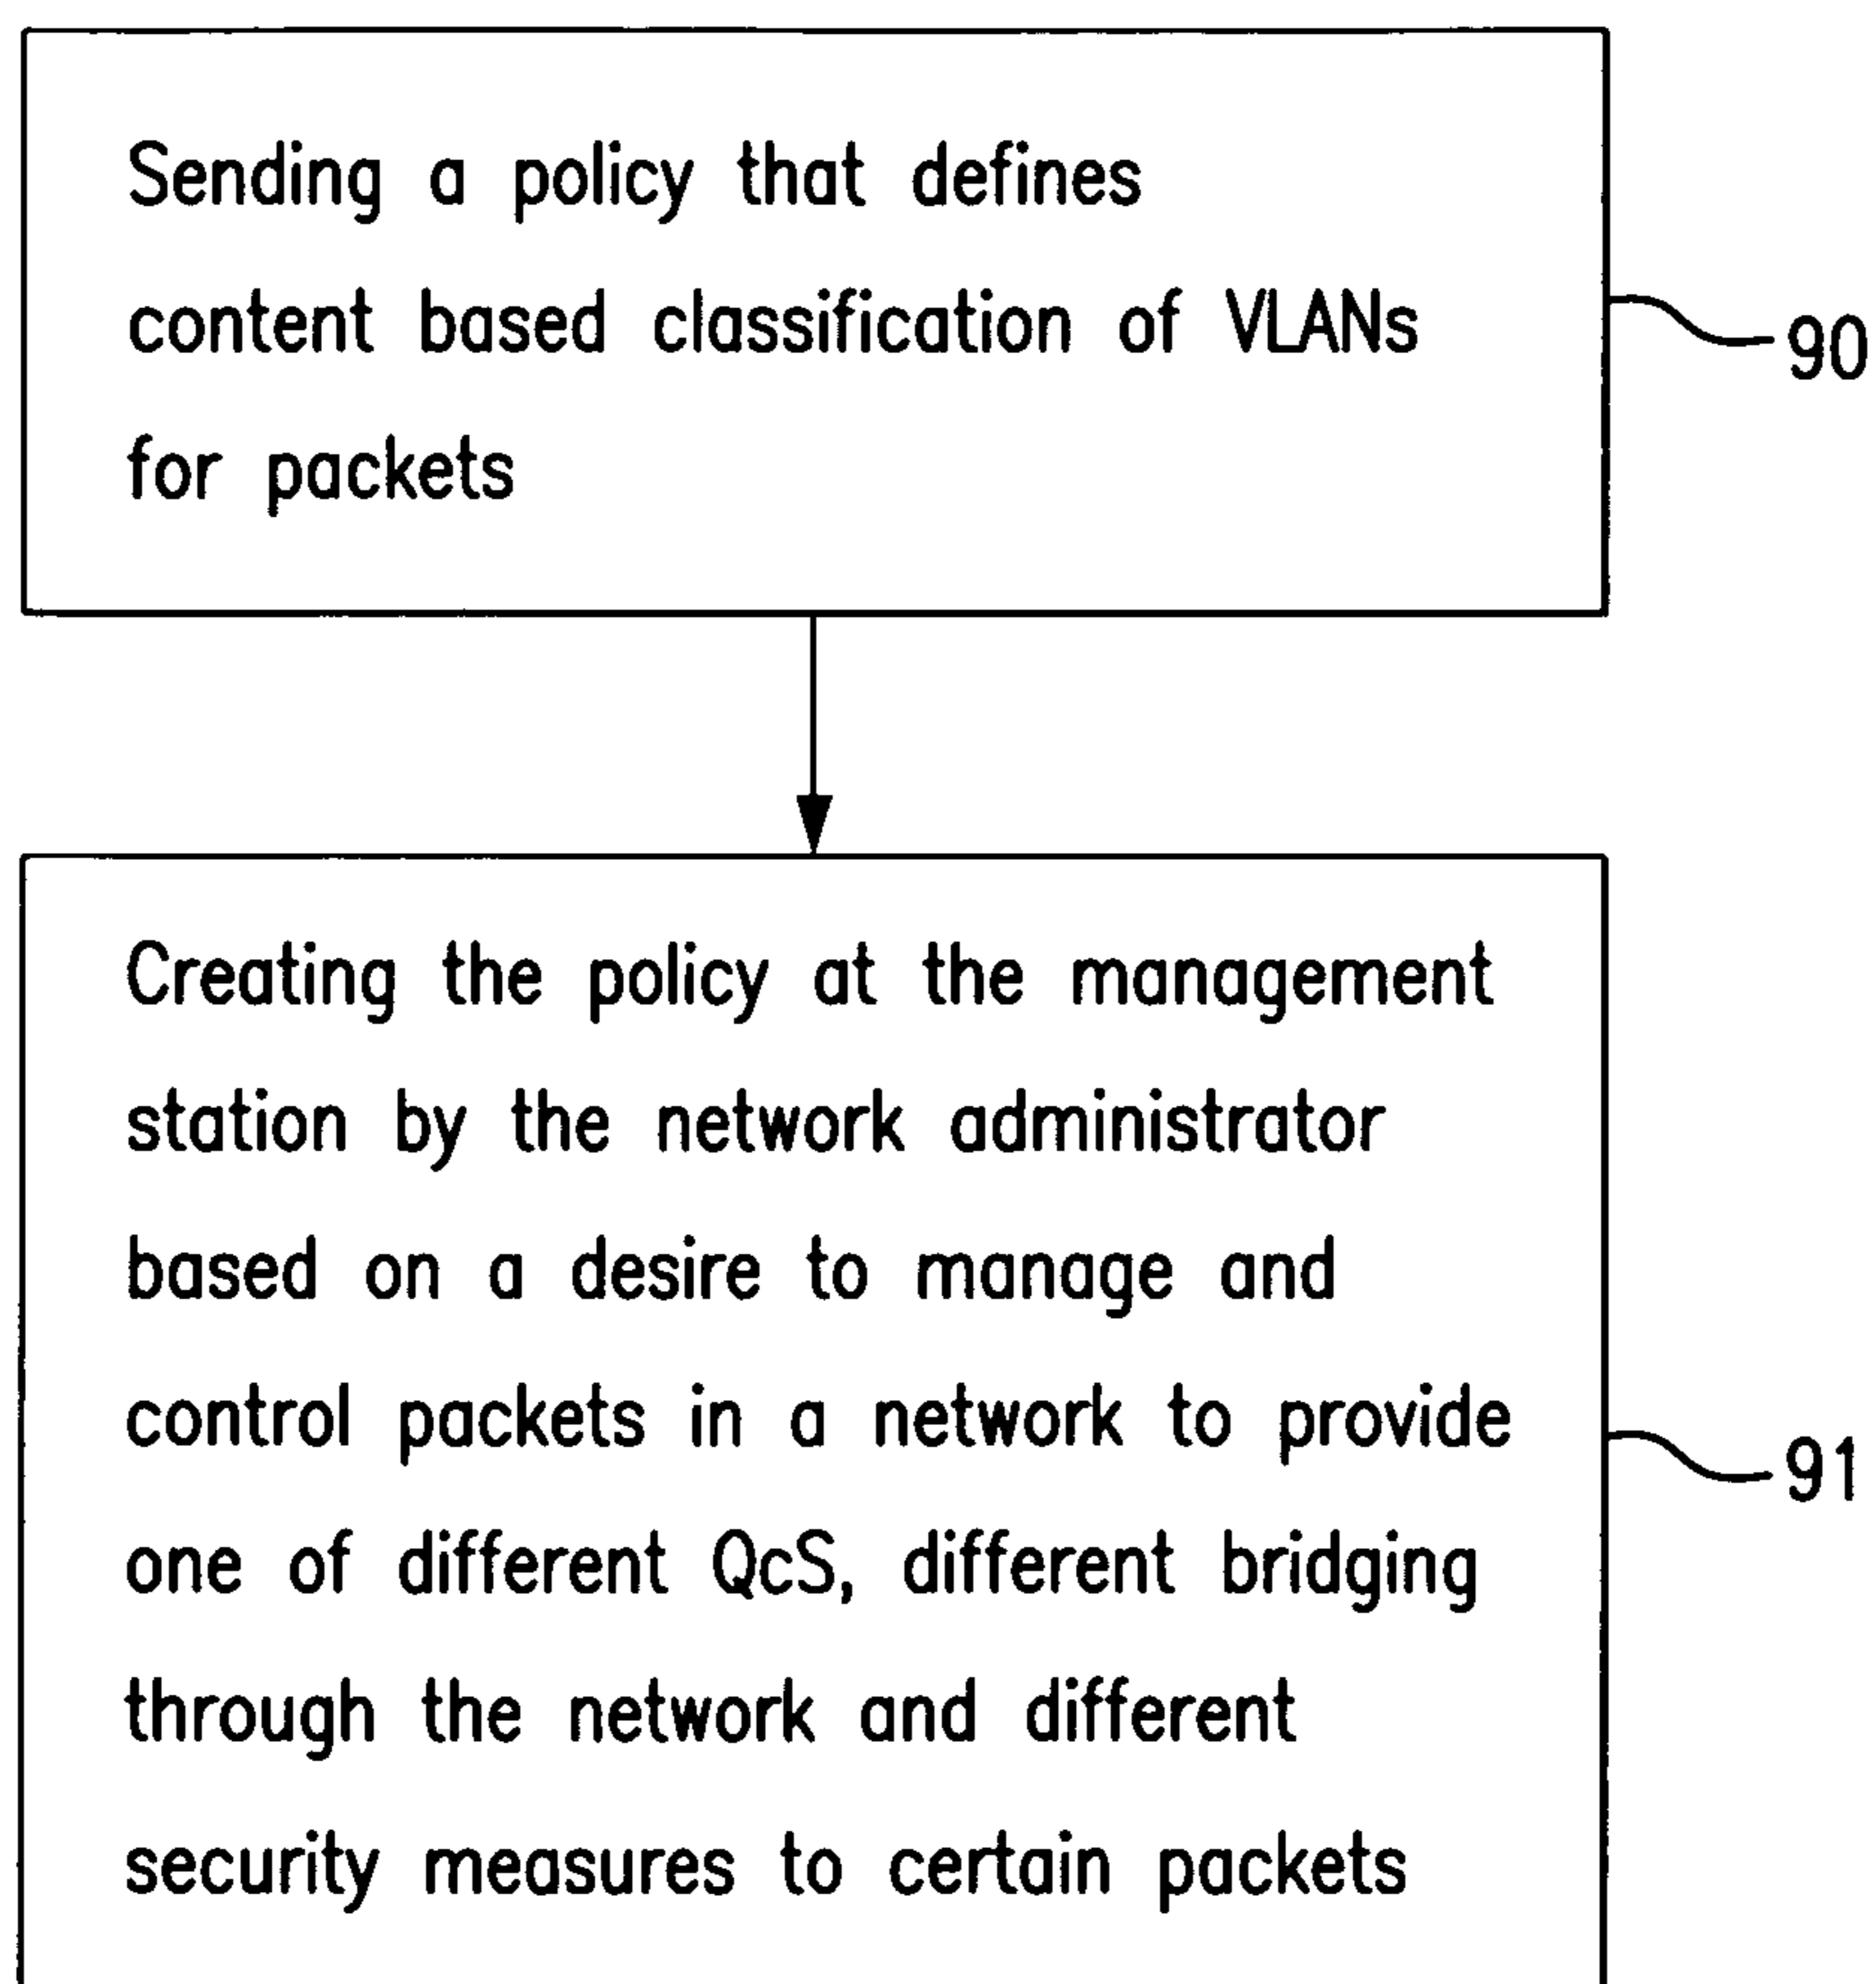 Sending a policy that defines
content based classification of VLANs
for packets
90
Creating the policy at the management
station by the network administrator
based on a desire to manage and
control packets in a network to provide
one of different QcS, different bridging
through the network and different
security measures to certain packets
91